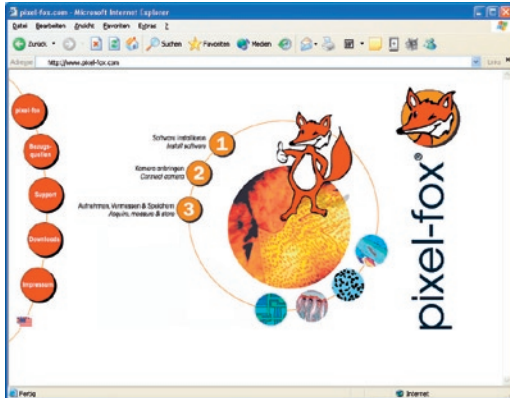 pixel-fox.com - Microsoft Internet Explorer
Datei Bearbeiten Ansicht Favoriten Extras ?
Zurück Suchen Favoriten Medien
Adresse http://www.pixel-fox.com Links
pixel-fox
Bezugs-
quellen
Support
Downloads
Impressum
Software installieren
Install software
1
Kamera anbringen
Connect camera
2
Aufnehmen, Vermessen & Speichern
Acquire, measure & store
3
pixel-fox®
Fertig Internet